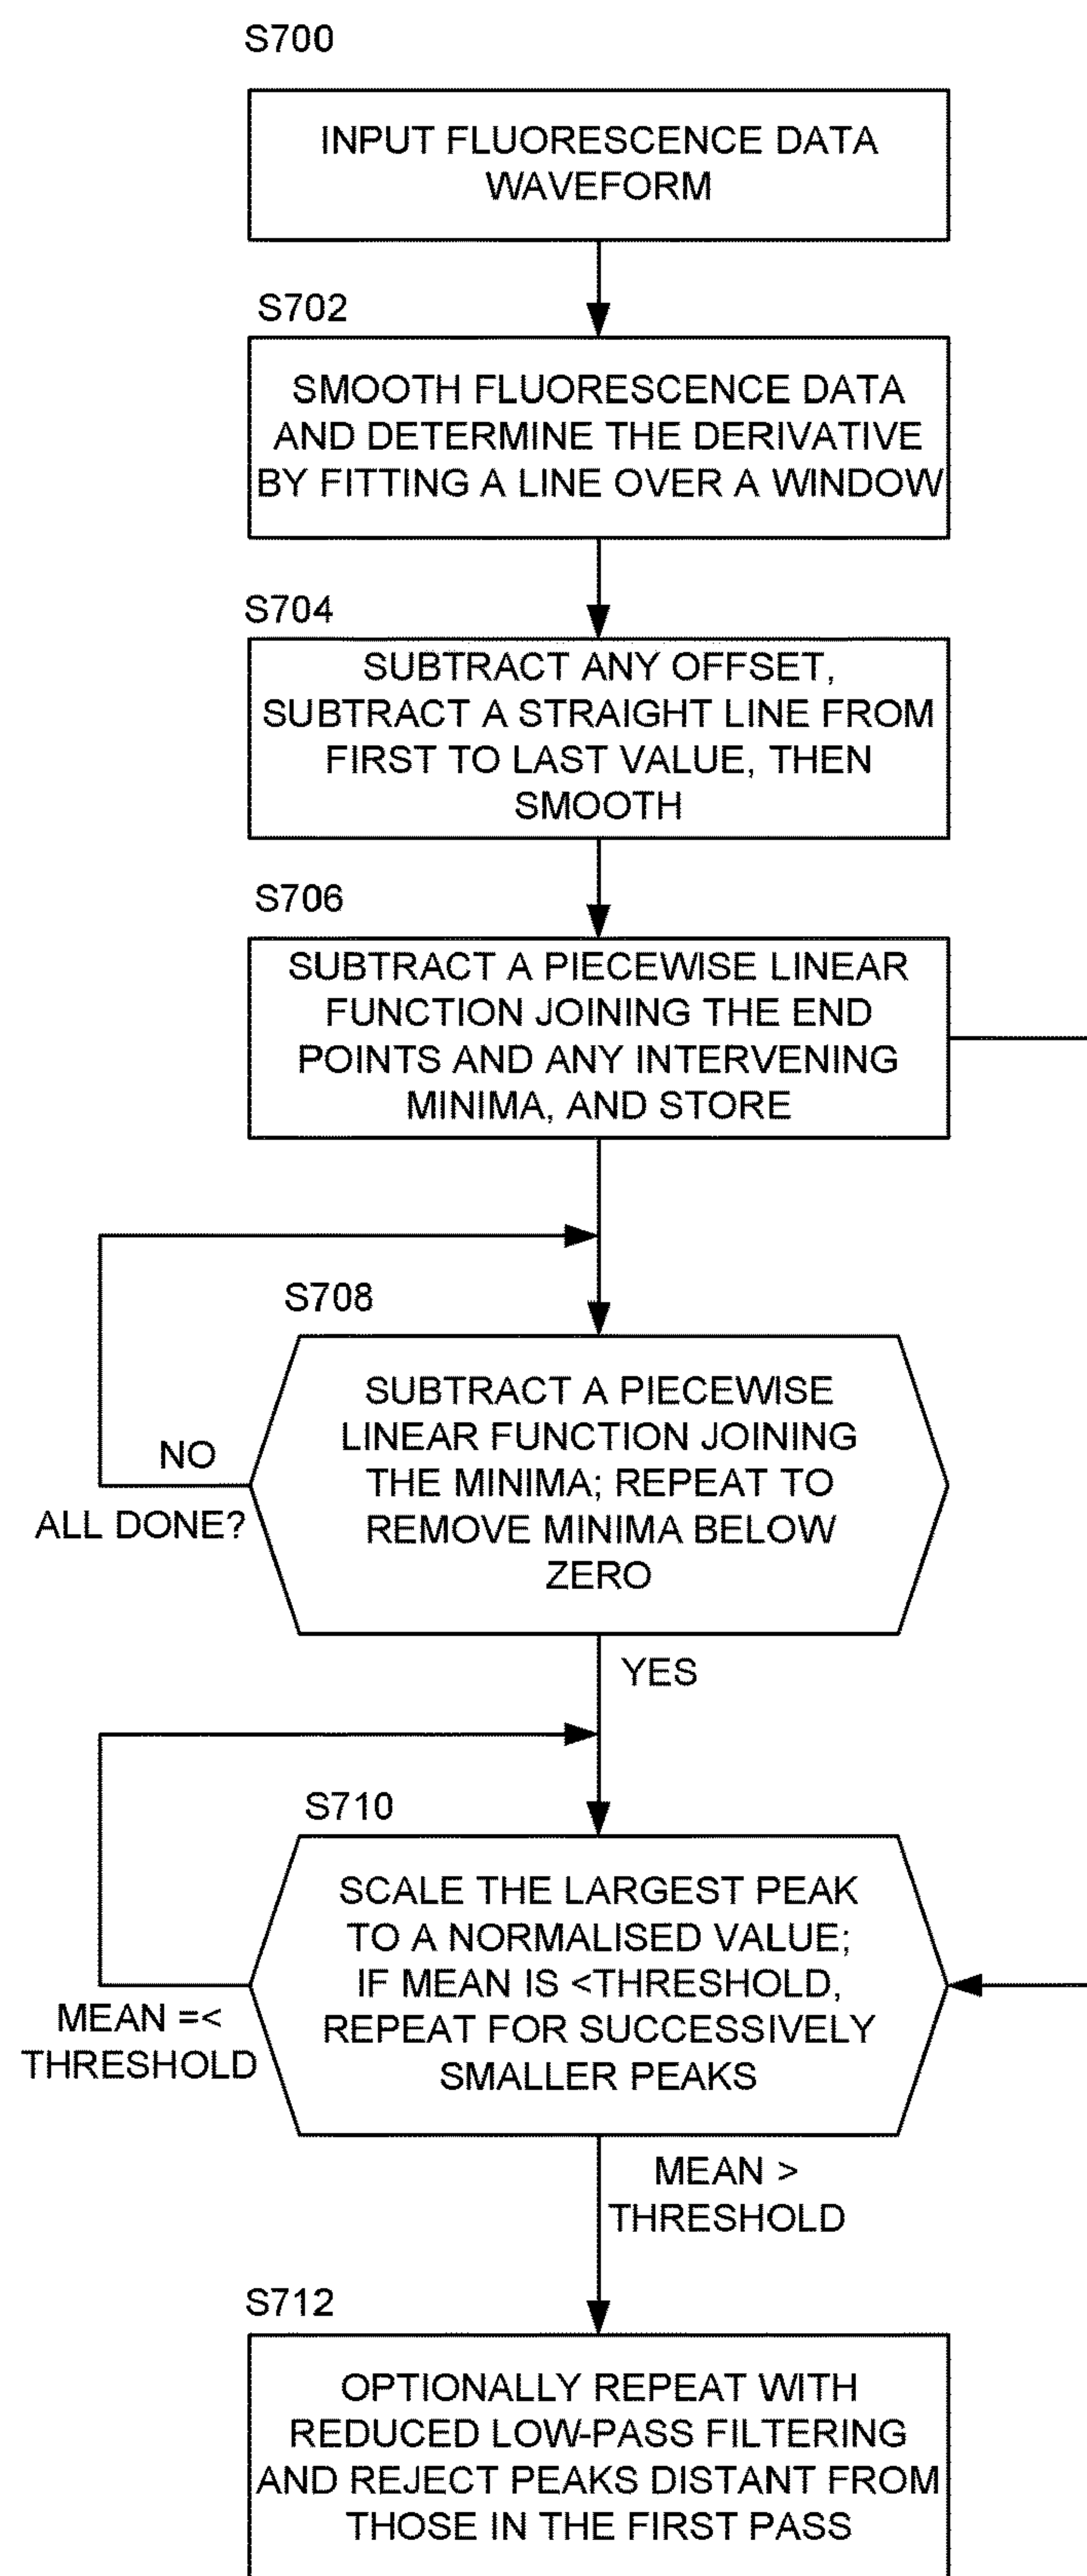 S700
INPUT FLUORESCENCE DATA
WAVEFORM
S702
SMOOTH FLUORESCENCE DATA
AND DETERMINE THE DERIVATIVE
BY FITTING A LINE OVER A WINDOW
S704
SUBTRACT ANY OFFSET,
SUBTRACT A STRAIGHT LINE FROM
FIRST TO LAST VALUE, THEN
SMOOTH
S706
SUBTRACT A PIECEWISE LINEAR
FUNCTION JOINING THE END
POINTS AND ANY INTERVENING
MINIMA, AND STORE
S708
SUBTRACT A PIECEWISE
LINEAR FUNCTION JOINING
THE MINIMA; REPEAT TO
REMOVE MINIMA BELOW
ZERO
NO
ALL DONE?
YES
S710
SCALE THE LARGEST PEAK
TO A NORMALISED VALUE;
IF MEAN IS <THRESHOLD,
REPEAT FOR SUCCESSIVELY
SMALLER PEAKS
MEAN =<
THRESHOLD
MEAN >
THRESHOLD
S712
OPTIONALLY REPEAT WITH
REDUCED LOW-PASS FILTERING
AND REJECT PEAKS DISTANT FROM
THOSE IN THE FIRST PASS